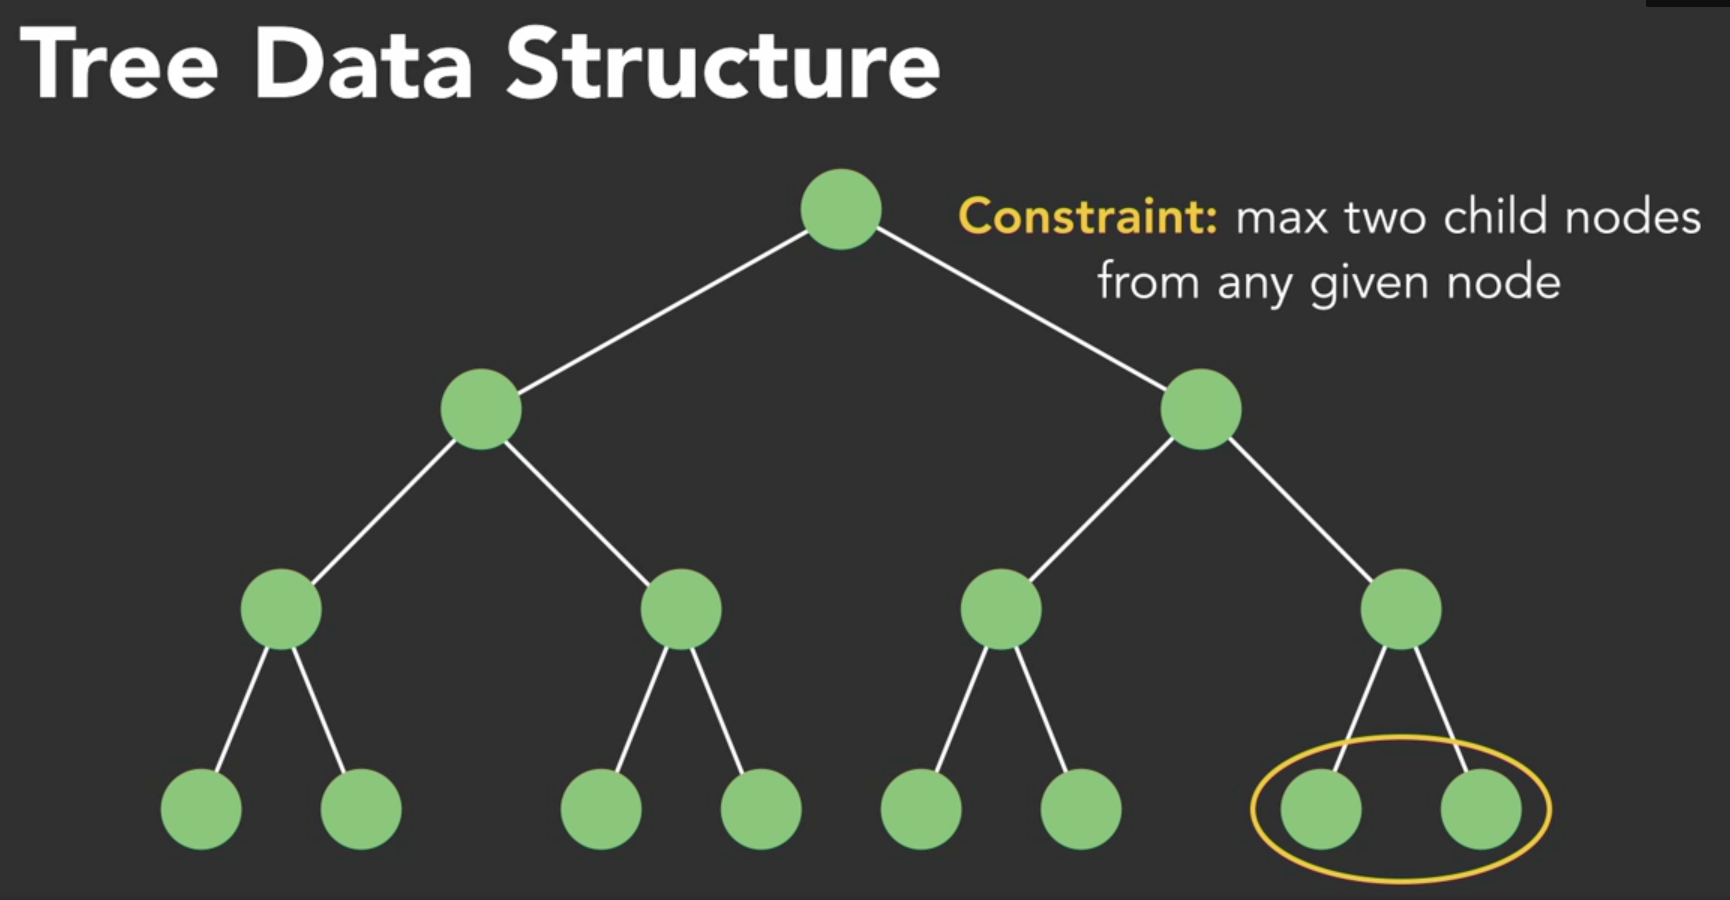 Tree Data Structure
Constraint: max two child nodes
from any given node